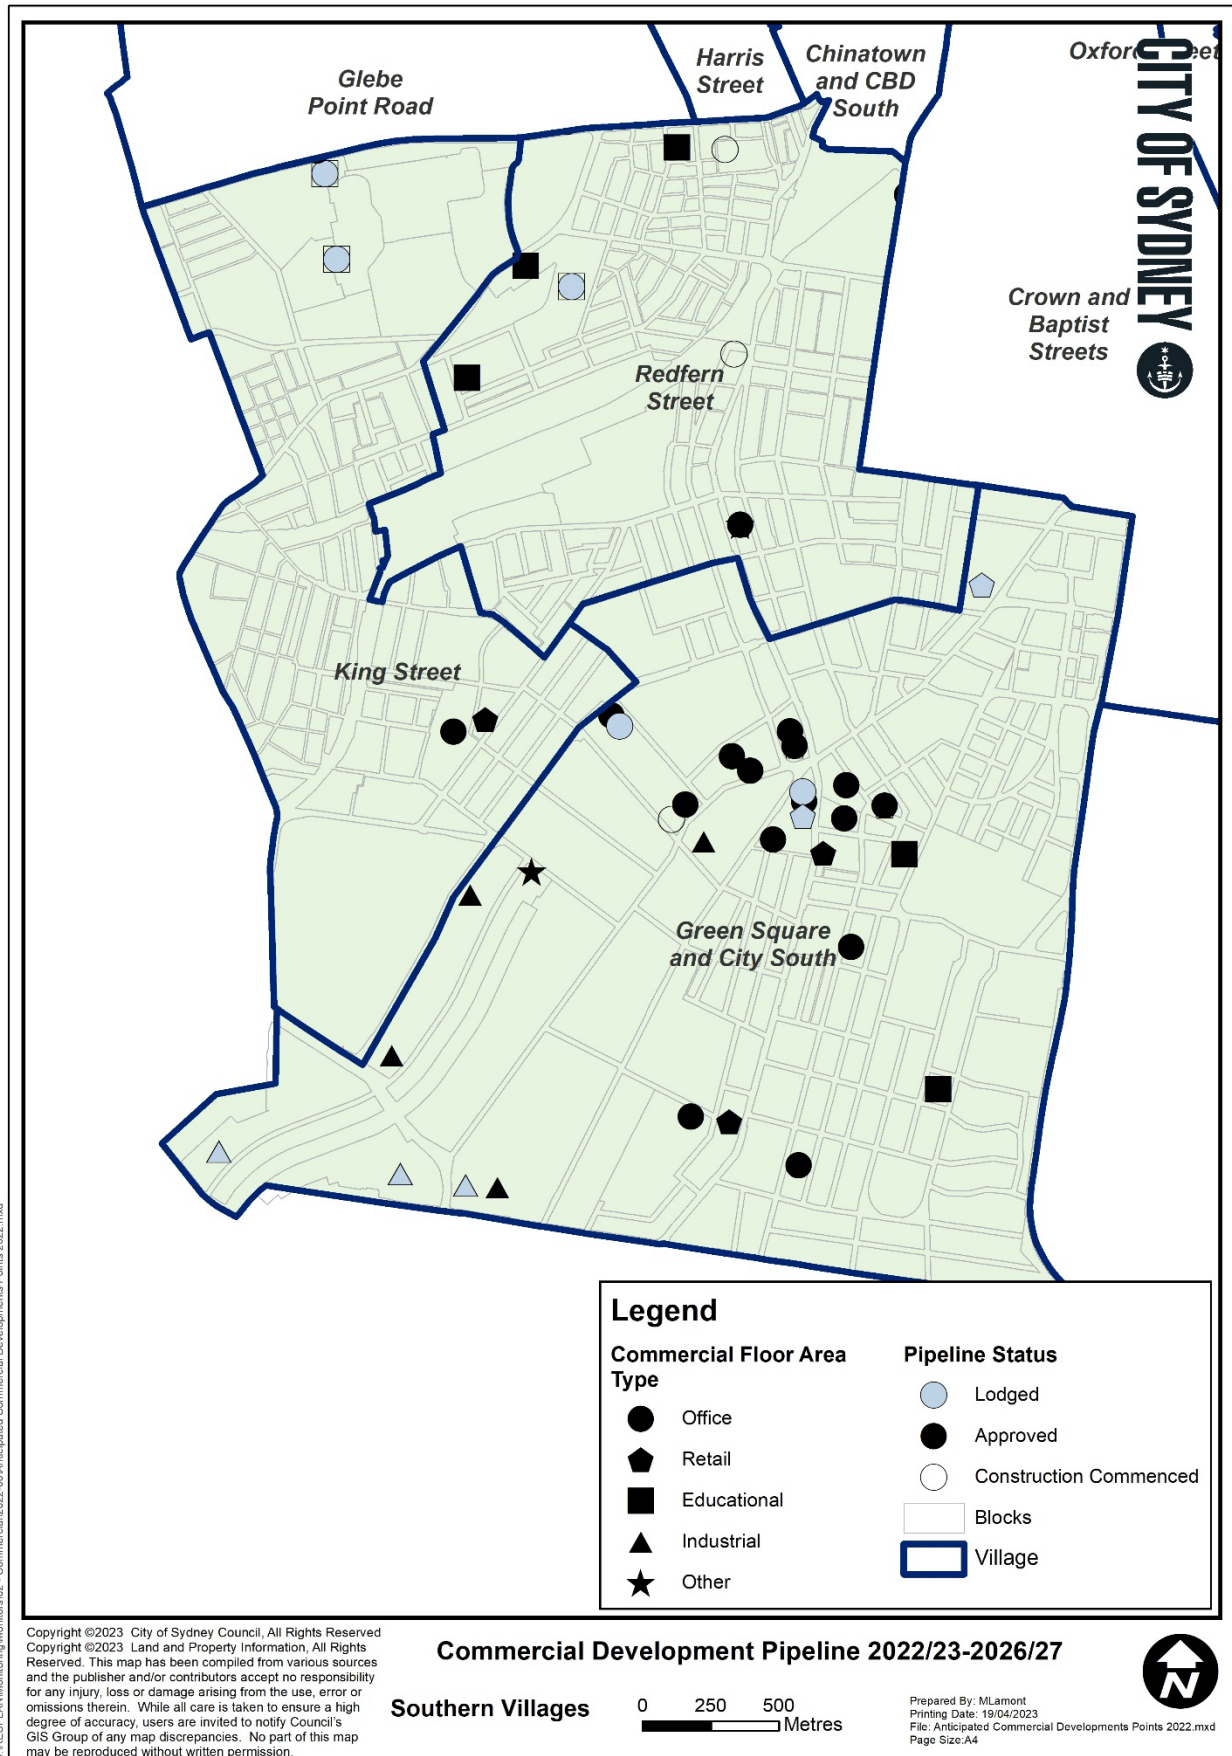 Glebe
Point Road
Harris
Street
Chinatown
and CBD
South
CITY OF SYDNEY
Crown and
Baptist
Streets
Redfern
Street
King Street
Green Square
and City South
Legend
Commercial Floor Area
Type
Office
Retail
Educational
Industrial
Other
Pipeline Status
Lodged
Approved
Construction Commenced
Blocks
Village
Copyright ©2023 City of Sydney Council, All Rights Reserved
Copyright ©2023 Land and Property Information, All Rights
Reserved. This map has been compiled from various sources
and the publisher and/or contributors accept no responsibility
for any injury, loss or damage arising from the use, error or
omissions therein. While all care is taken to ensure a high
degree of accuracy, users are invited to notify Council's
GIS Group of any map discrepancies. No part of this map
may be reproduced without written permission.
Commercial Development Pipeline 2022/23-2026/27
Southern Villages
0 250 500
Metres
N
Prepared By: MLamont
Printing Date: 19/04/2023
File: Anticipated Commercial Developments Points 2022.mxd
Page Size:A4